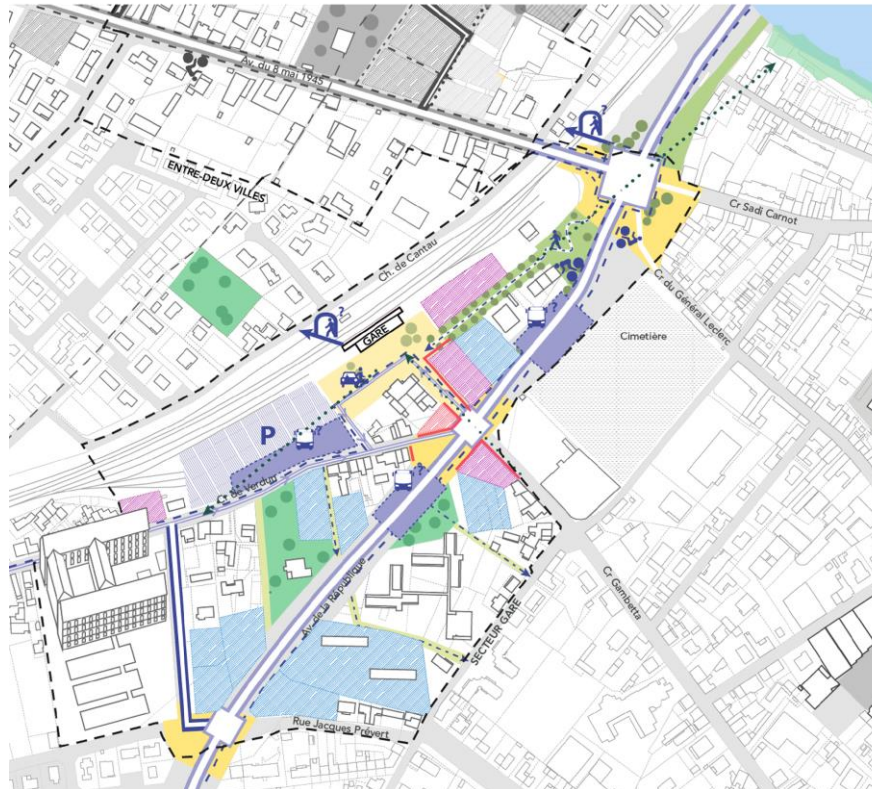 Av. du 8 mai 1945
?
ENTRE-DEUX VILLES
Cr Sadi Carnot
Ch. de Cantau
Cr du Général Leclerc
?
GARE
?
Cimetière
P
?
?
Cr de Verdun
Av. de la République
Cr Gambetta
SECTEUR GARE
Rue Jacques Prévert